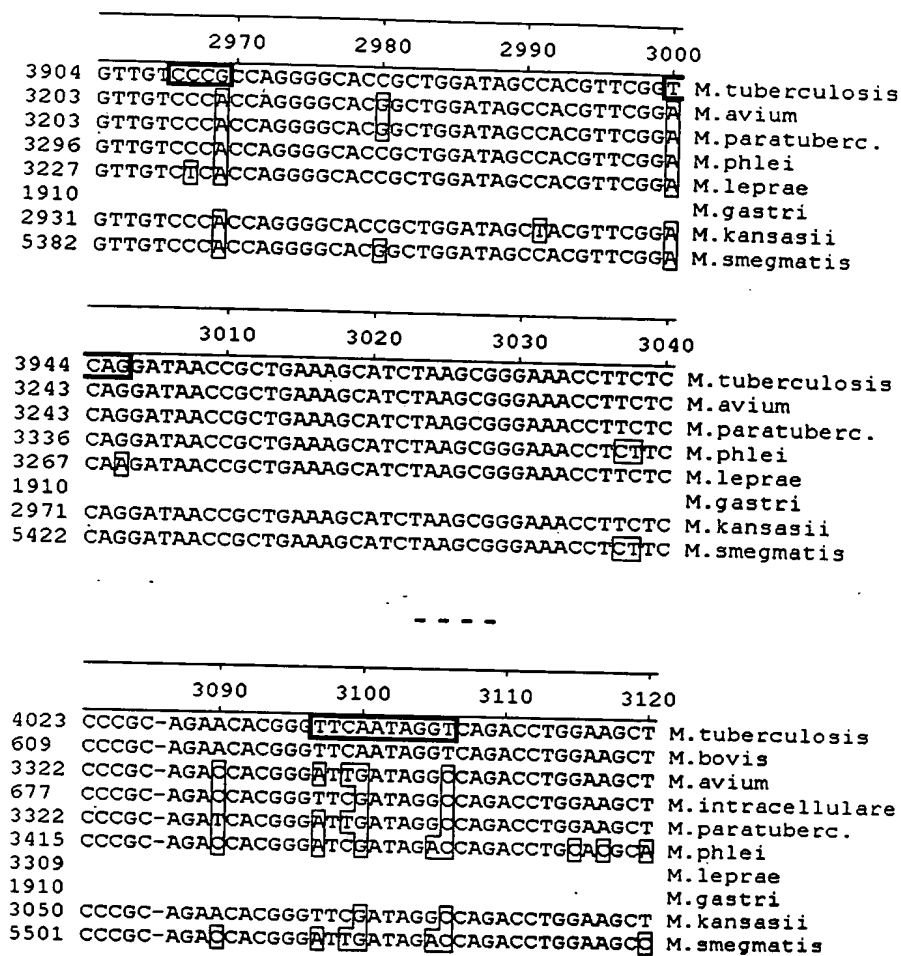 2970 2980 2990 3000
3904 GTTGTCCCGCCAGGGGCACCGCTGGATAGCCACGTTCGGT M.tuberculosis
3203 GTTGTCCCACCAGGGGCACGGCTGGATAGCCACGTTCGGA M.avium
3203 GTTGTCCCACCAGGGGCACGGCTGGATAGCCACGTTCGGA M.paratuberc.
3296 GTTGTCCCACCAGGGGCACCGCTGGATAGCCACGTTCGGA M.phlei
3227 GTTGTCTCACCAGGGGCACCGCTGGATAGCCACGTTCGGA M.leprae
1910 M.gastri
2931 GTTGTCCCACCAGGGGCACCGCTGGATAGCTACGTTCGGA M.kansasii
5382 GTTGTCCCACCAGGGGCACGGCTGGATAGCCACGTTCGGA M.smegmatis
3010 3020 3030 3040
3944 CAGGATAACCGCTGAAAGCATCTAAGCGGGAAACCTTCTC M.tuberculosis
3243 CAGGATAACCGCTGAAAGCATCTAAGCGGGAAACCTTCTC M.avium
3243 CAGGATAACCGCTGAAAGCATCTAAGCGGGAAACCTTCTC M.paratuberc.
3336 CAGGATAACCGCTGAAAGCATCTAAGCGGGAAACCTCTTC M.phlei
3267 CAAGATAACCGCTGAAAGCATCTAAGCGGGAAACCTTCTC M.leprae
1910 M.gastri
2971 CAGGATAACCGCTGAAAGCATCTAAGCGGGAAACCTTCTC M.kansasii
5422 CAGGATAACCGCTGAAAGCATCTAAGCGGGAAACCTCTTC M.smegmatis
- - - -
3090 3100 3110 3120
4023 CCCGC-AGAACACGGGTTCAATAGGTCAGACCTGGAAGCT M.tuberculosis
609 CCCGC-AGAACACGGGTTCAATAGGTCAGACCTGGAAGCT M.bovis
3322 CCCGC-AGACCACGGGATTGATAGGCCAGACCTGGAAGCT M.avium
677 CCCGC-AGACCACGGGTTCGATAGGCCAGACCTGGAAGCT M.intracellulare
3322 CCCGC-AGATCACGGGATTGATAGGCCAGACCTGGAAGCT M.paratuberc.
3415 CCCGC-AGACCACGGGATCGATAGACCAGACCTGCACGCA M.phlei
3309 M.leprae
1910 M.gastri
3050 CCCGC-AGAACACGGGTTCGATAGGCCAGACCTGGAAGCT M.kansasii
5501 CCCGC-AGACCACGGGATTGATAGACCAGACCTGGAAGCC M.smegmatis